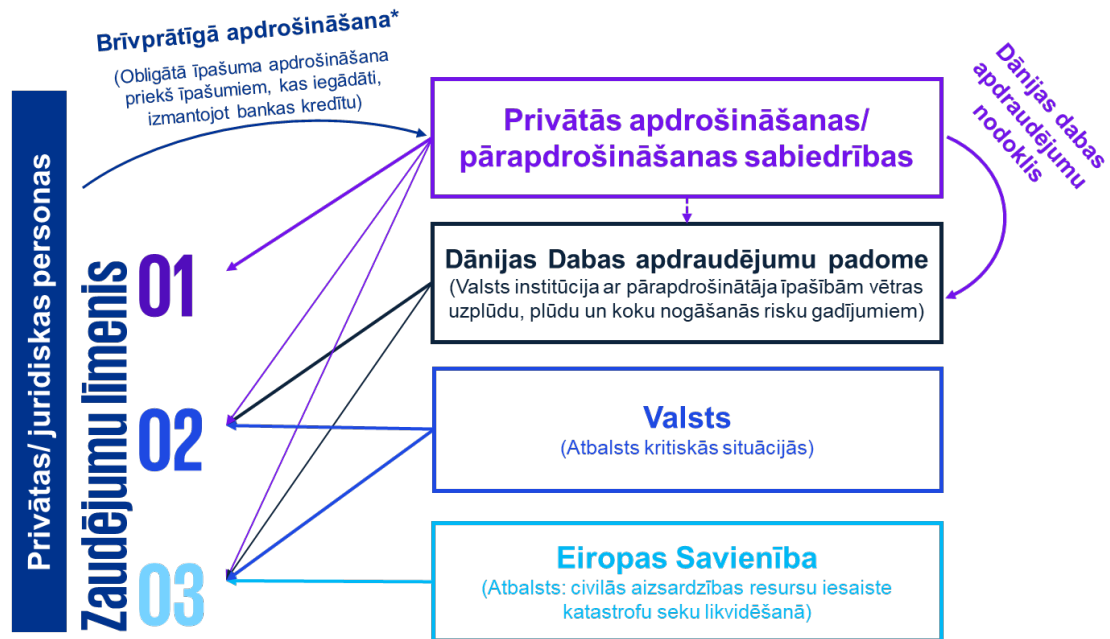 Brīvprātīgā apdrošināšana*
(Obligātā īpašuma apdrošināšana
priekš īpašumiem, kas iegādāti,
izmantojot bankas kredītu)
Privātas/ juridiskas personas
Zaudējumu līmenis
01
02
03
Privātās apdrošināšanas/
pārapdrošināšanas sabiedrības
Dānijas dabas
apdraudējumu
nodoklis
Dānijas Dabas apdraudējumu padome
(Valsts institūcija ar pārapdrošinātāja īpašībām vētras
uzplūdu, plūdu un koku nogāšanās risku gadījumiem)
Valsts
(Atbalsts kritiskās situācijās)
Eiropas Savienība
(Atbalsts: civilās aizsardzības resursu iesaiste
katastrofu seku likvidēšanā)